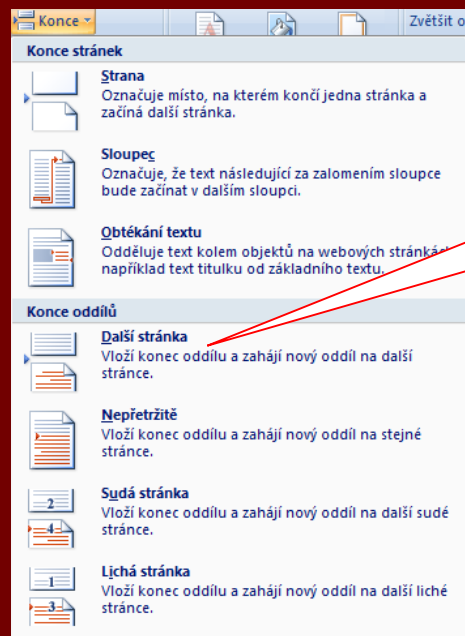 Konce
Zvětšit o
Konce stránek
Strana
Označuje místo, na kterém končí jedna stránka a
začíná další stránka.
Sloupec
Označuje, že text následující za zalomením sloupce
bude začínat v dalším sloupci.
Obtékání textu
Odděluje text kolem objektů na webových stránkách
například text titulku od základního textu.
Konce oddílů
Další stránka
Vloží konec oddílu a zahájí nový oddíl na další
stránce.
Nepřetržitě
Vloží konec oddílu a zahájí nový oddíl na stejné
stránce.
2
4
Sudá stránka
Vloží konec oddílu a zahájí nový oddíl na další sudé
stránce.
1
3
Lichá stránka
Vloží konec oddílu a zahájí nový oddíl na další liché
stránce.